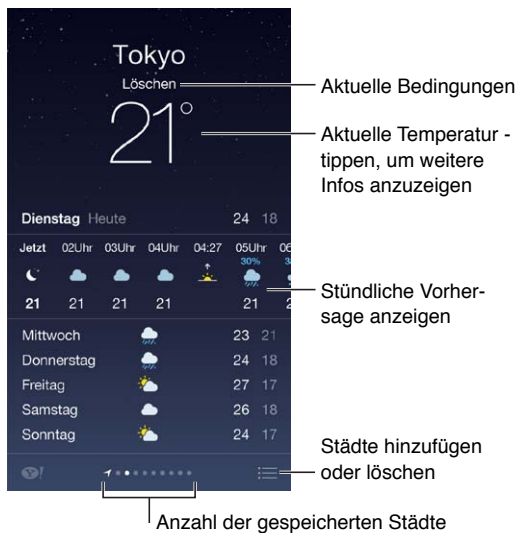 Tokyo
Löschen
21°
Aktuelle Bedingungen
Aktuelle Temperatur -
tippen, um weitere
Infos anzuzeigen
Dienstag Heute 24 18
Jetzt 02Uhr 03Uhr 04Uhr 04:27 05Uhr
30%
21 21 21 21 21
Stündliche Vorher-
sage anzeigen
Mittwoch 23 21
Donnerstag 24 18
Freitag 27 17
Samstag 26 18
Sonntag 24 17
Y!
Städte hinzufügen
oder löschen
Anzahl der gespeicherten Städte